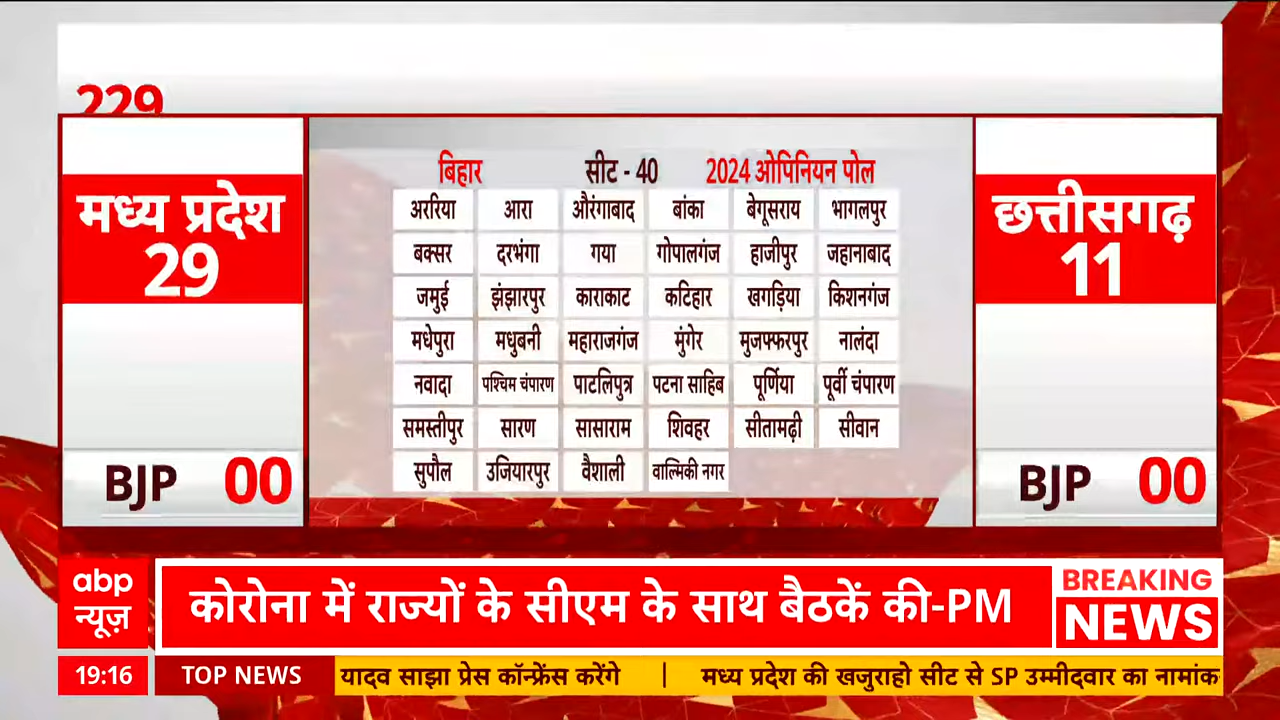 229
मध्य प्रदेश
29
BJP 00
बिहार सीट - 40 2024 ओपिनियन पोल
अररिया आरा औरंगाबाद बांका बेगूसराय भागलपुर
बक्सर दरभंगा गया गोपालगंज हाजीपुर जहानाबाद
जमुई झंझारपुर काराकाट कटिहार खगड़िया किशनगंज
मधेपुरा मधुबनी महाराजगंज मुंगेर मुजफ्फरपुर नालंदा
नवादा पश्चिम चंपारण पाटलिपुत्र पटना साहिब पूर्णिया पूर्वी चंपारण
समस्तीपुर सारण सासाराम शिवहर सीतामढ़ी सीवान
सुपौल उजियारपुर वैशाली वाल्मिकी नगर
छत्तीसगढ़
11
BJP 00
abp
न्यूज़
कोरोना में राज्यों के सीएम के साथ बैठकें की-PM
BREAKING
NEWS
19:16 TOP NEWS यादव साझा प्रेस कॉन्फ्रेंस करेंगे | मध्य प्रदेश की खजुराहो सीट से SP उम्मीदवार का नामांक